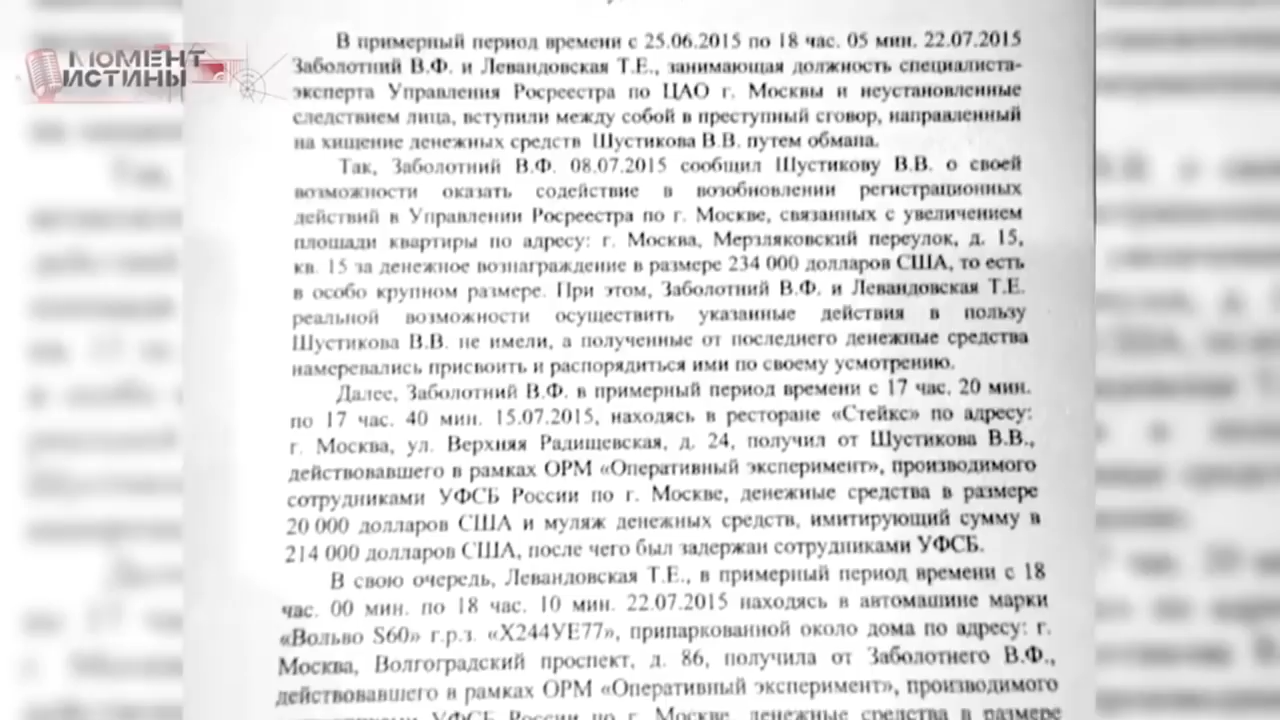 МОМЕНТ
ИСТИНЫ
В примерный период времени с 25.06.2015 по 18 час. 05 мин. 22.07.2015
Заболотний В.Ф. и Левандовская Т.Е., занимающая должность специалиста-
эксперта Управления Росреестра по ЦАО г. Москвы и неустановленные
следствием лица, вступили между собой в преступный сговор, направленный
на хищение денежных средств Шустикова В.В. путем обмана.
Так, Заболотний В.Ф. 08.07.2015 сообщил Шустикову В.В. о своей
возможности оказать содействие в возобновлении регистрационных
действий в Управлении Росреестра по г. Москве, связанных с увеличением
площади квартиры по адресу: г. Москва, Мерзляковский переулок, д. 15,
кв. 15 за денежное вознаграждение в размере 234 000 долларов США, то есть
в особо крупном размере. При этом, Заболотний В.Ф. и Левандовская Т.Е.
реальной возможности осуществить указанные действия в пользу
Шустикова В.В. не имели, а полученные от последнего денежные средства
намеревались присвоить и распорядиться ими по своему усмотрению.
Далее, Заболотний В.Ф. в примерный период времени с 17 час. 20 мин.
по 17 час. 40 мин. 15.07.2015, находясь в ресторане «Стейкс» по адресу:
г. Москва, ул. Верхняя Радищевская, д. 24, получил от Шустикова В.В.,
действовавшего в рамках ОРМ «Оперативный эксперимент», производимого
сотрудниками УФСБ России по г. Москве, денежные средства в размере
20 000 долларов США и муляж денежных средств, имитирующий сумму в
214 000 долларов США, после чего был задержан сотрудниками УФСБ.
В свою очередь, Левандовская Т.Е., в примерный период времени с 18
час. 00 мин. по 18 час. 10 мин. 22.07.2015 находясь в автомашине марки
«Вольво S60» г.р.з. «Х244УЕ77», припаркованной около дома по адресу: г.
Москва, Волгоградский проспект, д. 86, получила от Заболотнего В.Ф.,
действовавшего в рамках ОРМ «Оперативный эксперимент», производимого
сотрудниками УФСБ России по г. Москве, денежные средства в размере